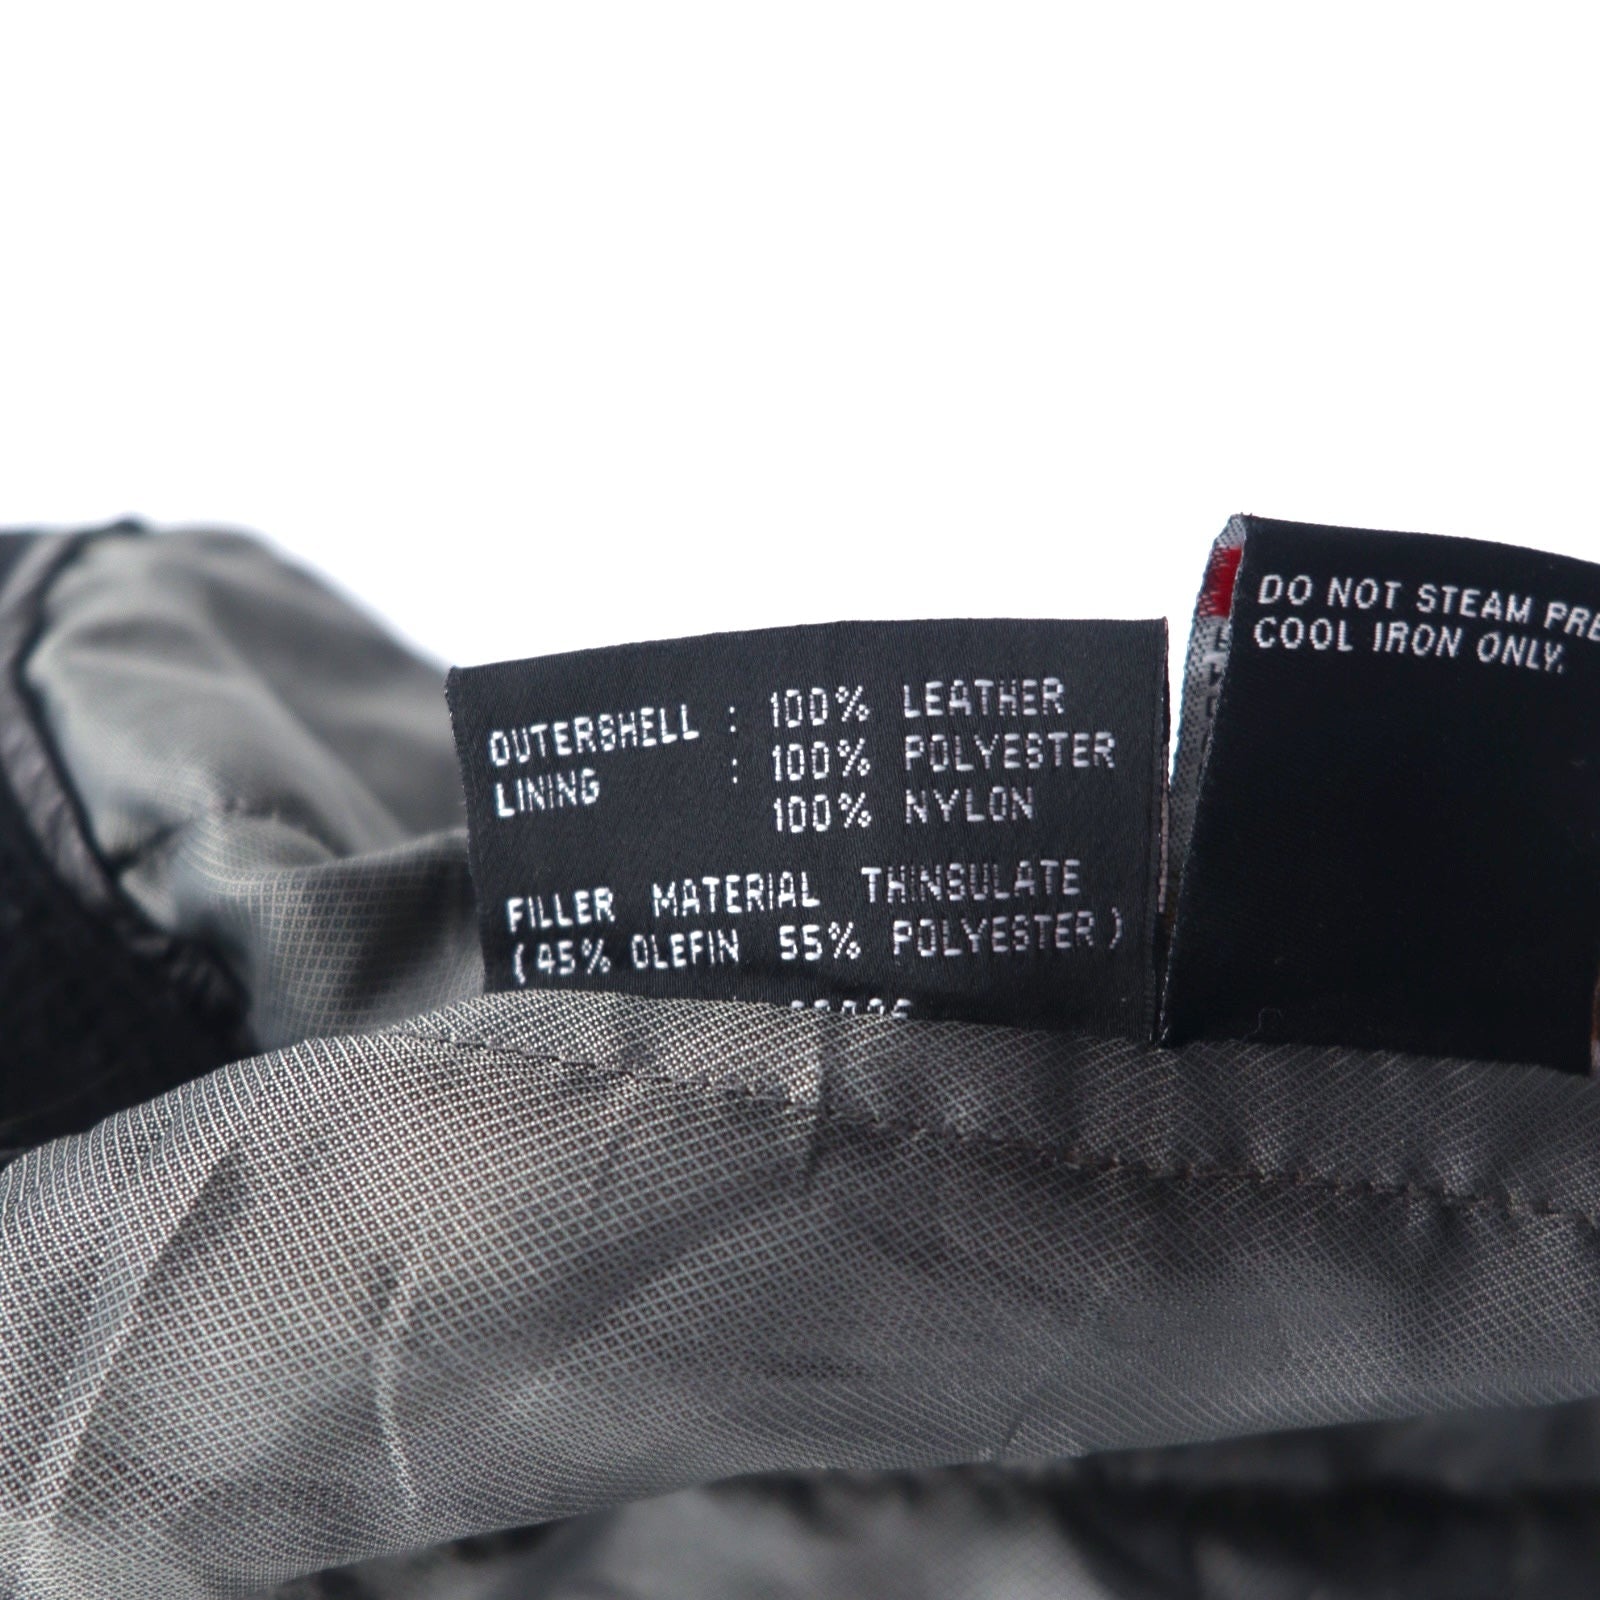 OUTERSHELL : 100% LEATHER
LINING : 100% POLYESTER
100% NYLON
FILLER MATERIAL THINSULATE
(45% OLEFIN 55% POLYESTER)
DO NOT STEAM PRE
COOL IRON ONLY.